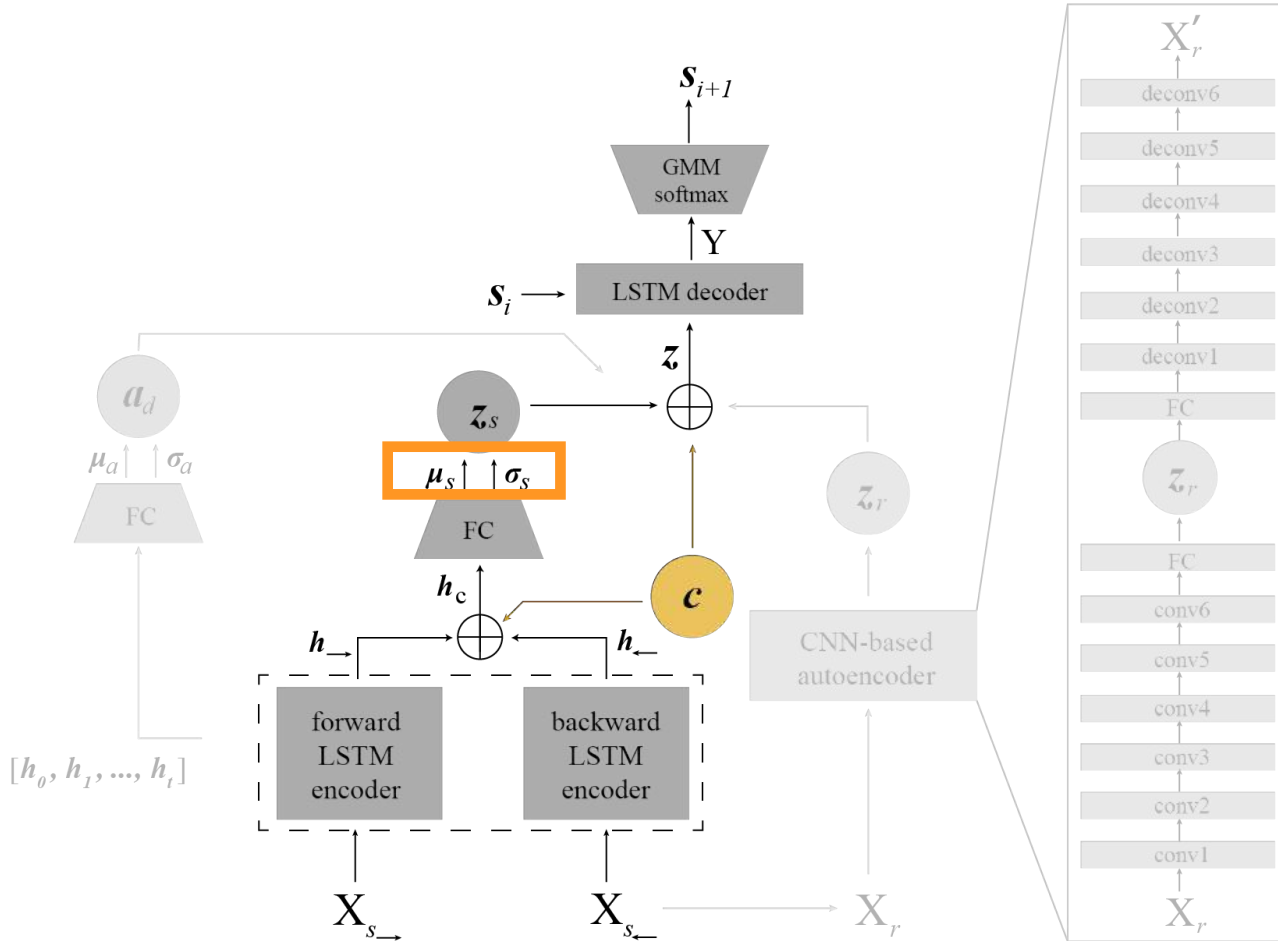 s_{i+1}
GMM
softmax
Y
s_i
LSTM decoder
z
a_d
μ_a
σ_a
FC
z_s
μ_s
σ_s
FC
h_c
c
h→
h←
forward
LSTM
encoder
backward
LSTM
encoder
[h_0, h_1, ..., h_t]
X_s→
X_s←
z_r
CNN-based
autoencoder
X_r
X′_r
deconv6
deconv5
deconv4
deconv3
deconv2
deconv1
FC
z_r
FC
conv6
conv5
conv4
conv3
conv2
conv1
X_r